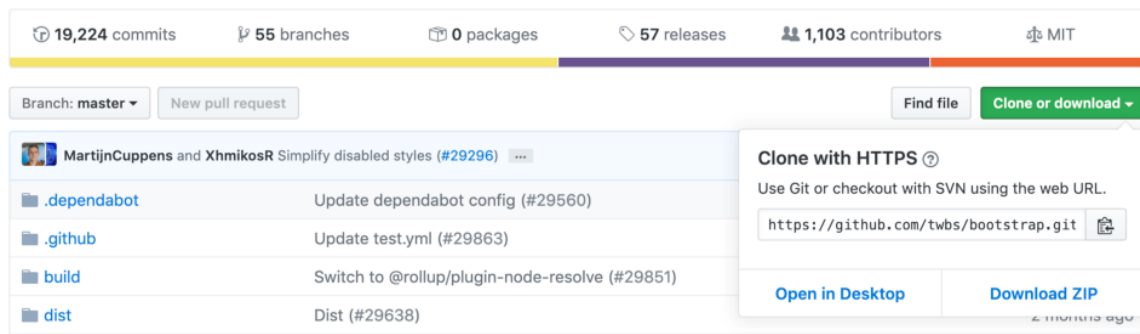 19,224 commits 55 branches 0 packages 57 releases 1,103 contributors MIT
Branch: master New pull request Find file Clone or download
MartijnCuppens and XhmikosR Simplify disabled styles (#29296) ...
Clone with HTTPS ?
Use Git or checkout with SVN using the web URL.
.dependabot Update dependabot config (#29560)
https://github.com/twbs/bootstrap.git
.github Update test.yml (#29863)
build Switch to @rollup/plugin-node-resolve (#29851)
Open in Desktop Download ZIP
dist Dist (#29638) 2 months ago